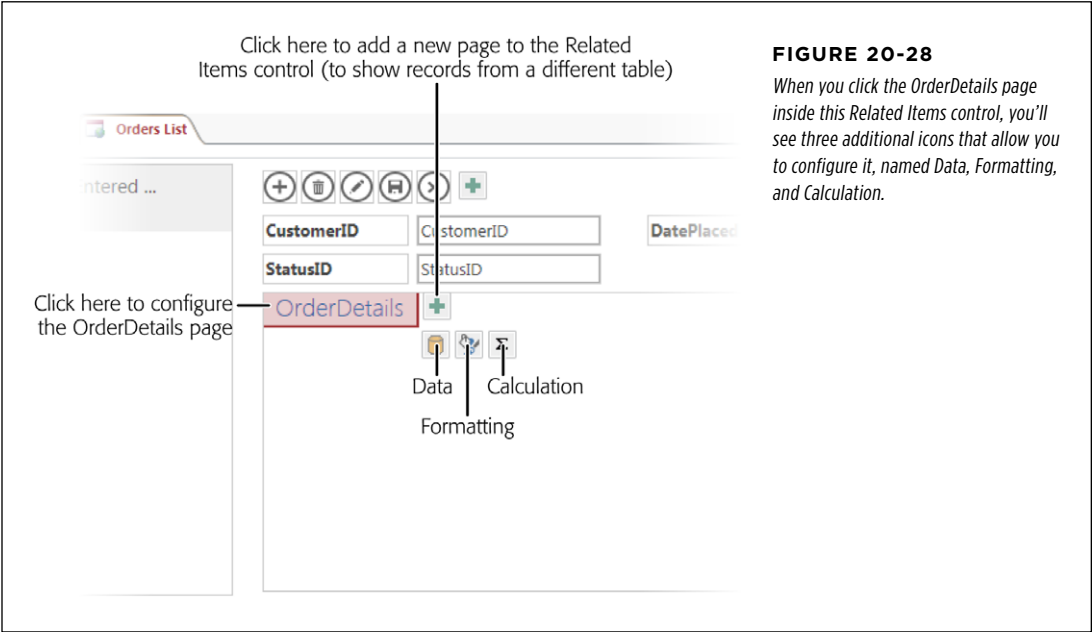 Click here to add a new page to the Related
Items control (to show records from a different table)
FIGURE 20-28
When you click the OrderDetails page
inside this Related Items control, you'll
see three additional icons that allow you
to configure it, named Data, Formatting,
and Calculation.
Orders List
ntered ...
CustomerID
CustomerID
DatePlaced
StatusID
StatusID
Click here to configure
the OrderDetails page
OrderDetails
Σ
Data
Calculation
Formatting